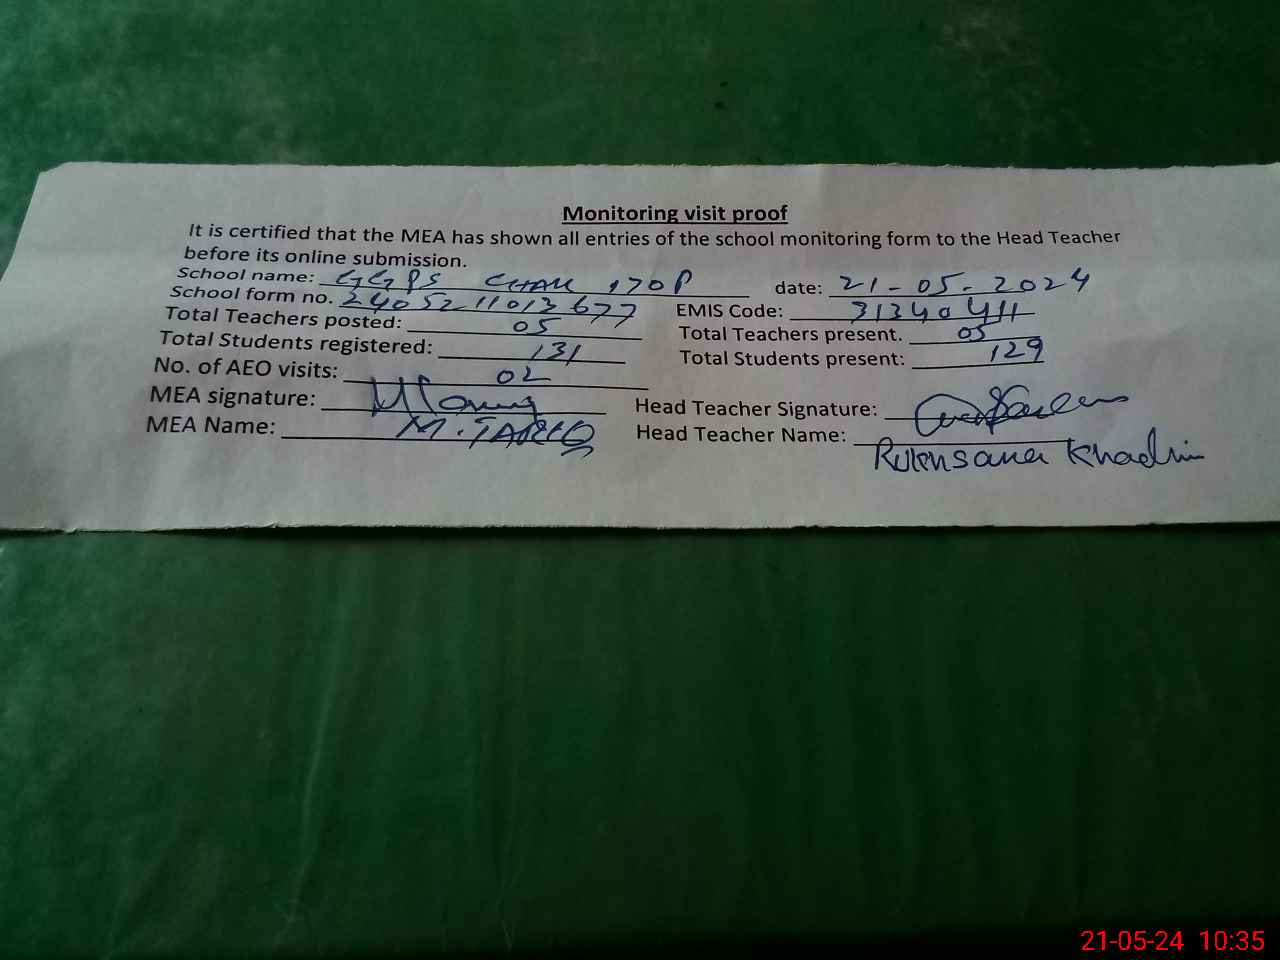 Monitoring visit proof
It is certified that the MEA has shown all entries of the school monitoring form to the Head Teacher
before its online submission.
School name: GGPS CHAK 170P date: 21-05-2024
School form no. 2405211013677 EMIS Code: 31340411
Total Teachers posted: 05 Total Teachers present. 05
Total Students registered: 131 Total Students present: 129
No. of AEO visits: 02
MEA signature: Head Teacher Signature:
MEA Name: M. TARIQ Head Teacher Name:
Rukhsana Khadim
21-05-24 10:35